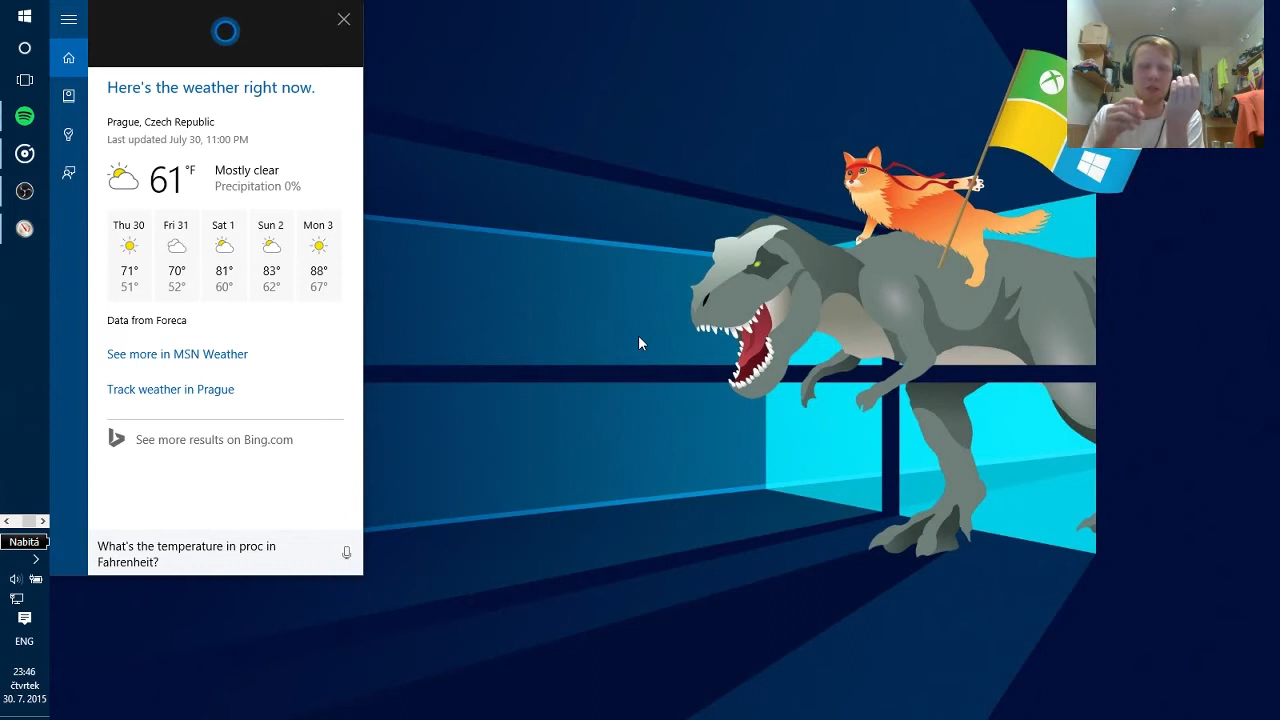 Here's the weather right now.
Prague, Czech Republic
Last updated July 30, 11:00 PM
61 °F
Mostly clear
Precipitation 0%
Thu 30 Fri 31 Sat 1 Sun 2 Mon 3
71° 70° 81° 83° 88°
51° 52° 60° 62° 67°
Data from Foreca
See more in MSN Weather
Track weather in Prague
See more results on Bing.com
What's the temperature in proc in
Fahrenheit?
Nabitá
ENG
23:46
čtvrtek
30. 7. 2015